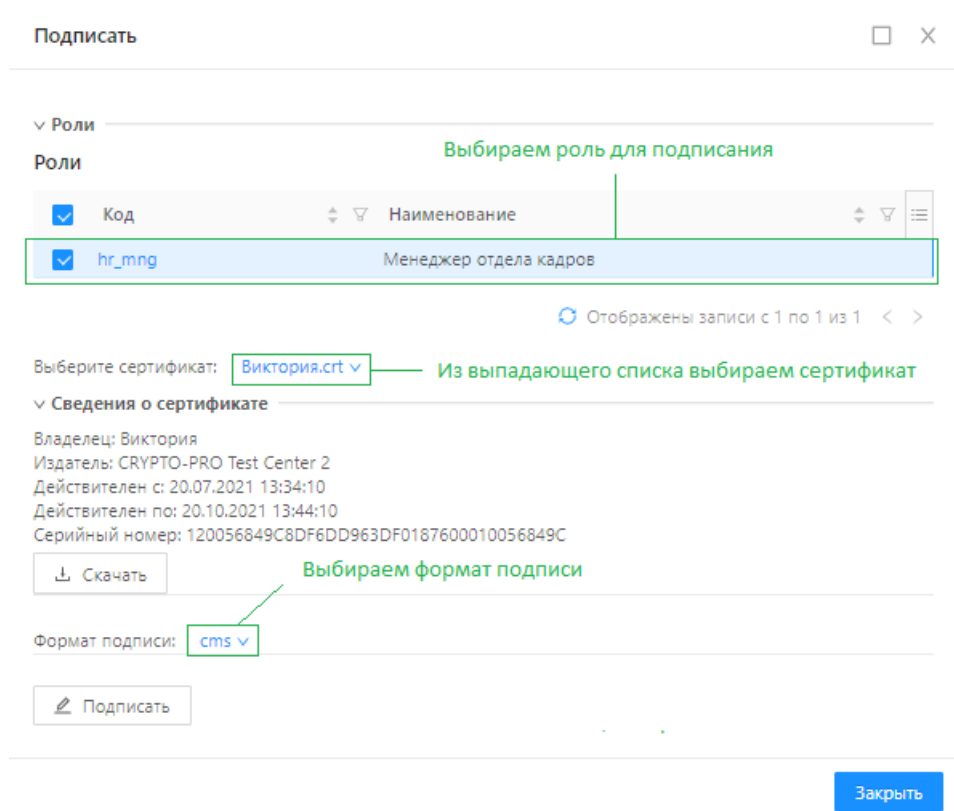 Подписать
Роли
Выбираем роль для подписания
Роли
Код Наименование
hr_mng Менеджер отдела кадров
Отображены записи с 1 по 1 из 1
Выберите сертификат: Виктория.crt Из выпадающего списка выбираем сертификат
Сведения о сертификате
Владелец: Виктория
Издатель: CRYPTO-PRO Test Center 2
Действителен с: 20.07.2021 13:34:10
Действителен по: 20.10.2021 13:44:10
Серийный номер: 120056849C8DF6DD963DF0187600010056849C
Скачать
Выбираем формат подписи
Формат подписи: cms
Подписать
Закрыть